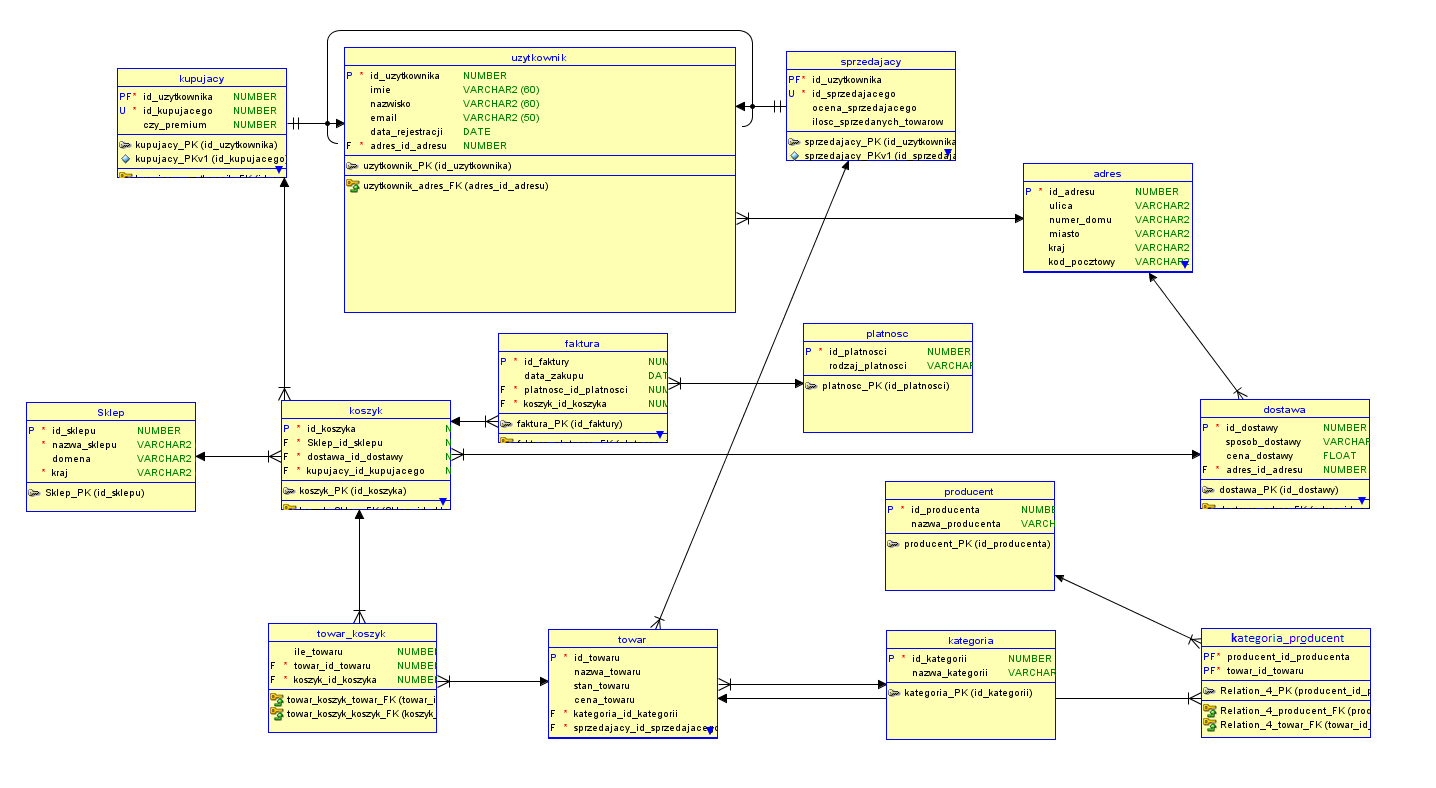 kupujacy
PF* id_uzytkownika NUMBER
U * id_kupujacego NUMBER
czy_premium NUMBER
kupujacy_PK (id_uzytkownika)
kupujacy_PKv1 (id_kupujacego
uzytkownik
P * id_uzytkownika NUMBER
imie VARCHAR2 (60)
nazwisko VARCHAR2 (60)
email VARCHAR2 (50)
data_rejestracji DATE
F * adres_id_adresu NUMBER
uzytkownik_PK (id_uzytkownika)
uzytkownik_adres_FK (adres_id_adresu)
sprzedajacy
PF* id_uzytkownika
U * id_sprzedajacego
ocena_sprzedajacego
ilosc_sprzedanych_towarow
sprzedajacy_PK (id_uzytkownika
sprzedajacy_PKv1 (id_sprzedaja
adres
P * id_adresu NUMBER
ulica VARCHAR2
numer_domu VARCHAR2
miasto VARCHAR2
kraj VARCHAR2
kod_pocztowy VARCHAR2
faktura
P * id_faktury NUM
data_zakupu DAT
F * platnosc_id_platnosci NUM
F * koszyk_id_koszyka NUM
faktura_PK (id_faktury)
platnosc
P * id_platnosci NUMBER
rodzaj_platnosci VARCHAR
platnosc_PK (id_platnosci)
Sklep
P * id_sklepu NUMBER
* nazwa_sklepu VARCHAR2
domena VARCHAR2
* kraj VARCHAR2
Sklep_PK (id_sklepu)
koszyk
P * id_koszyka N
F * Sklep_id_sklepu N
F * dostawa_id_dostawy N
F * kupujacy_id_kupujacego N
koszyk_PK (id_koszyka)
dostawa
P * id_dostawy NUMBER
sposob_dostawy VARCHAR
cena_dostawy FLOAT
F * adres_id_adresu NUMBER
dostawa_PK (id_dostawy)
producent
P * id_producenta NUMBE
nazwa_producenta VARCH
producent_PK (id_producenta)
towar_koszyk
ile_towaru NUMBE
F * towar_id_towaru NUMBE
F * koszyk_id_koszyka NUMBE
towar_koszyk_towar_FK (towar_i
towar_koszyk_koszyk_FK (koszyk_
towar
P * id_towaru
nazwa_towaru
stan_towaru
cena_towaru
F * kategoria_id_kategorii
F * sprzedajacy_id_sprzedajaceg
kategoria
P * id_kategorii NUMBER
nazwa_kategorii VARCHAR
kategoria_PK (id_kategorii)
kategoria_producent
PF* producent_id_producenta
PF* towar_id_towaru
Relation_4_PK (producent_id_p
Relation_4_producent_FK (proc
Relation_4_towar_FK (towar_id_